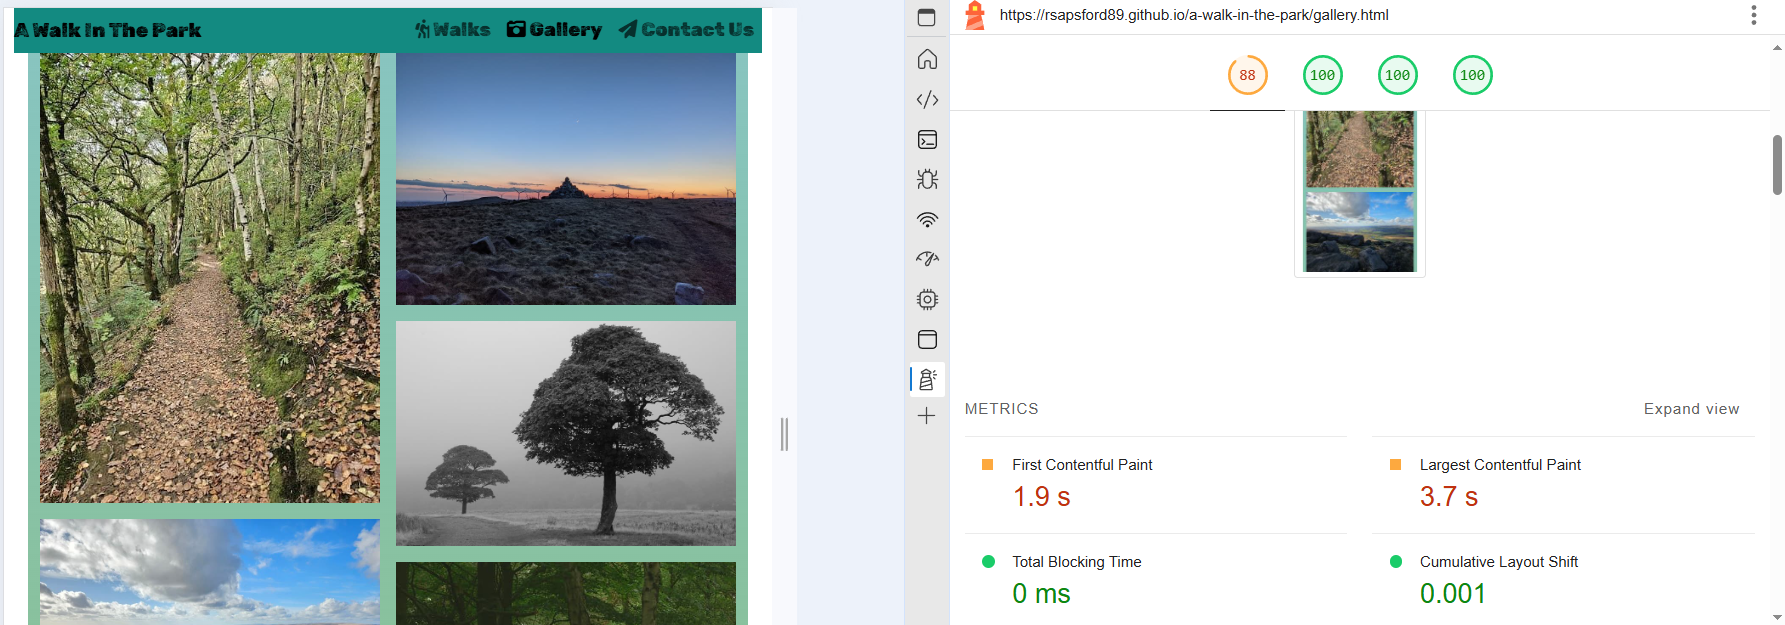 A Walk In The Park
Walks Gallery Contact Us
https://rsapsford89.github.io/a-walk-in-the-park/gallery.html
88 100 100 100
METRICS Expand view
First Contentful Paint
1.9 s
Largest Contentful Paint
3.7 s
Total Blocking Time
0 ms
Cumulative Layout Shift
0.001